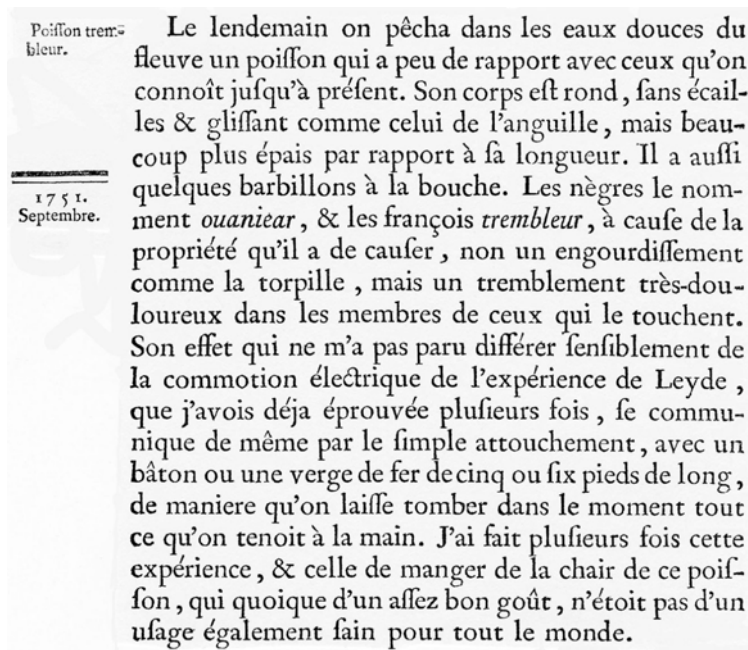 Poiſſon trem-
bleur.
Le lendemain on pêcha dans les eaux douces du
fleuve un poiſſon qui a peu de rapport avec ceux qu'on
connoît juſqu'à préſent. Son corps eſt rond, ſans écail-
les & gliſſant comme celui de l'anguille, mais beau-
coup plus épais par rapport à ſa longueur. Il a auſſi
1751.
Septembre.
quelques barbillons à la bouche. Les nègres le nom-
ment ouaniear, & les françois trembleur, à cauſe de la
propriété qu'il a de cauſer, non un engourdiſſement
comme la torpille, mais un tremblement très-dou-
loureux dans les membres de ceux qui le touchent.
Son effet qui ne m'a pas paru différer ſenſiblement de
la commotion électrique de l'expérience de Leyde,
que j'avois déja éprouvée pluſieurs fois, ſe commu-
nique de même par le ſimple attouchement, avec un
bâton ou une verge de fer de cinq ou ſix pieds de long,
de maniere qu'on laiſſe tomber dans le moment tout
ce qu'on tenoit à la main. J'ai fait pluſieurs fois cette
expérience, & celle de manger de la chair de ce poiſ-
ſon, qui quoique d'un aſſez bon goût, n'étoit pas d'un
uſage également ſain pour tout le monde.